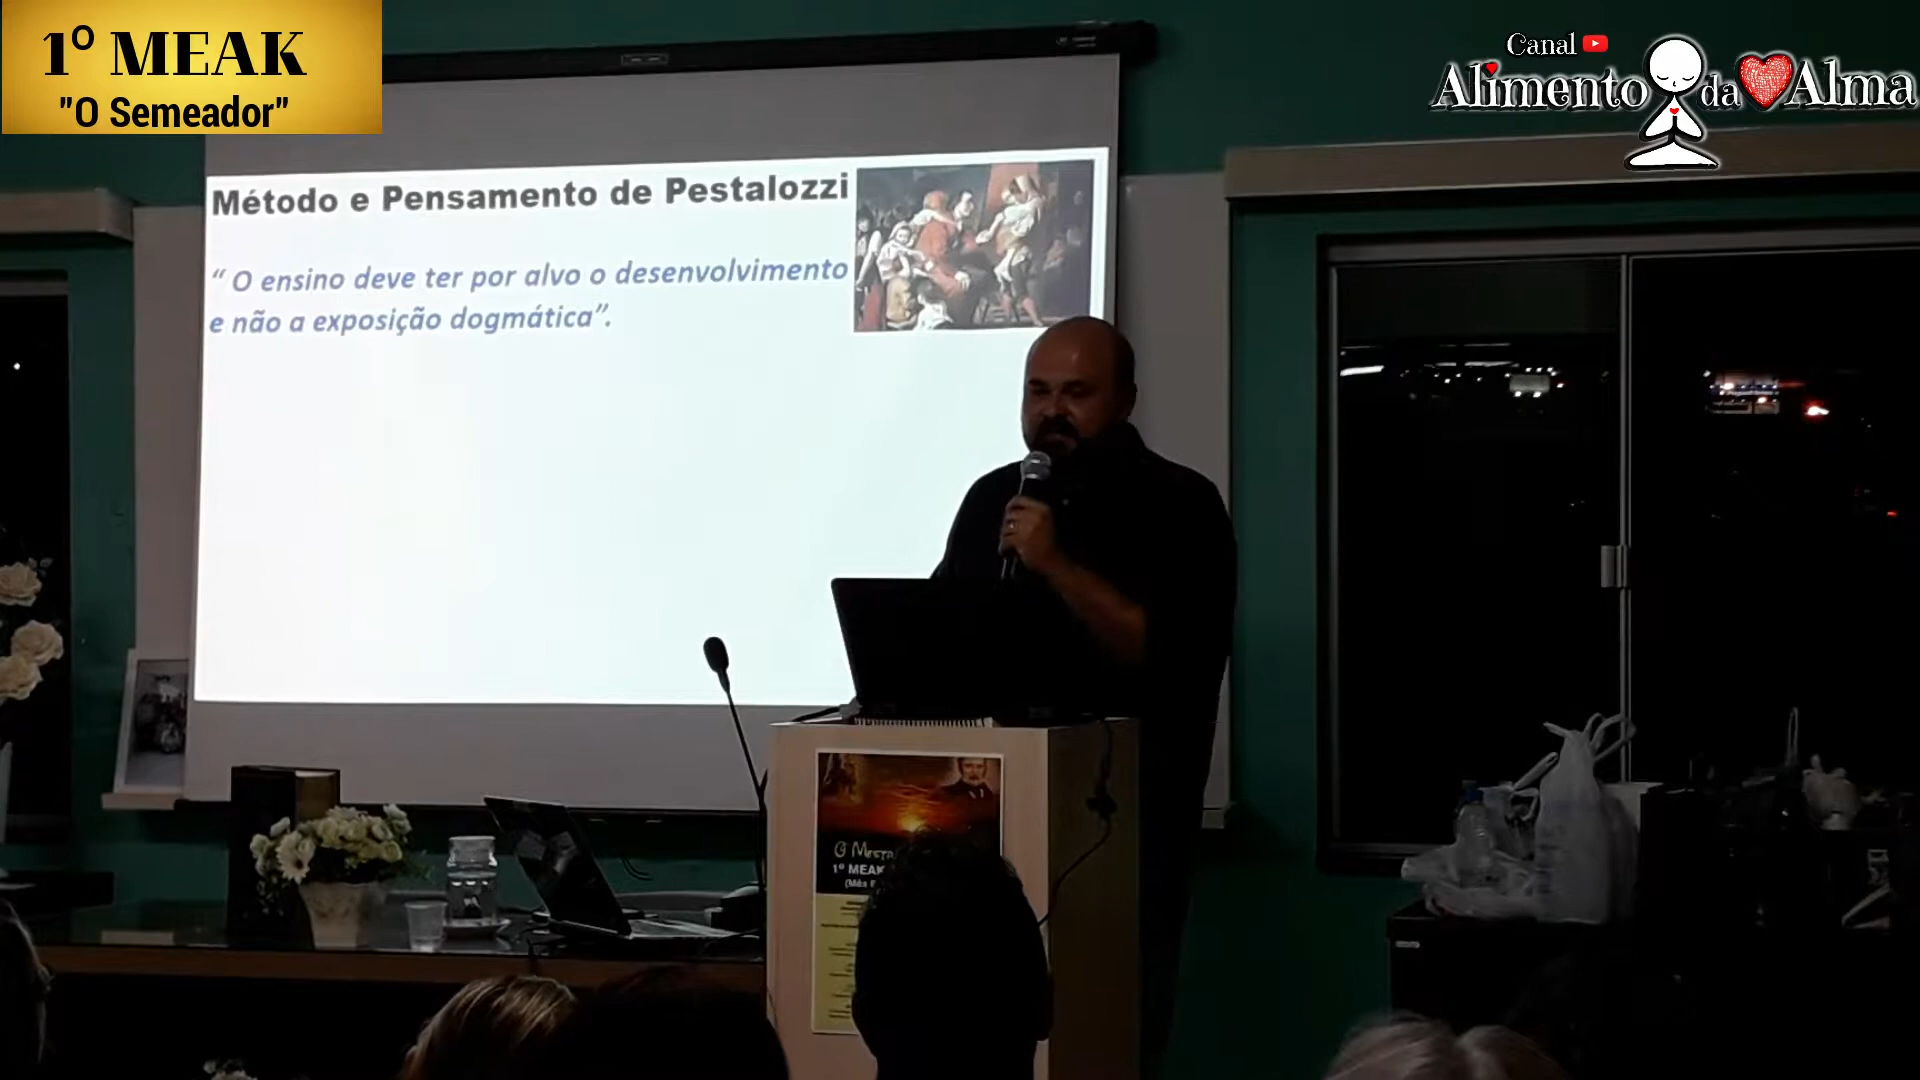 1º MEAK
"O Semeador"
Canal
Alimento da Alma
Método e Pensamento de Pestalozzi
“ O ensino deve ter por alvo o desenvolvimento
e não a exposição dogmática”.
O
1º MEAK
(Mês